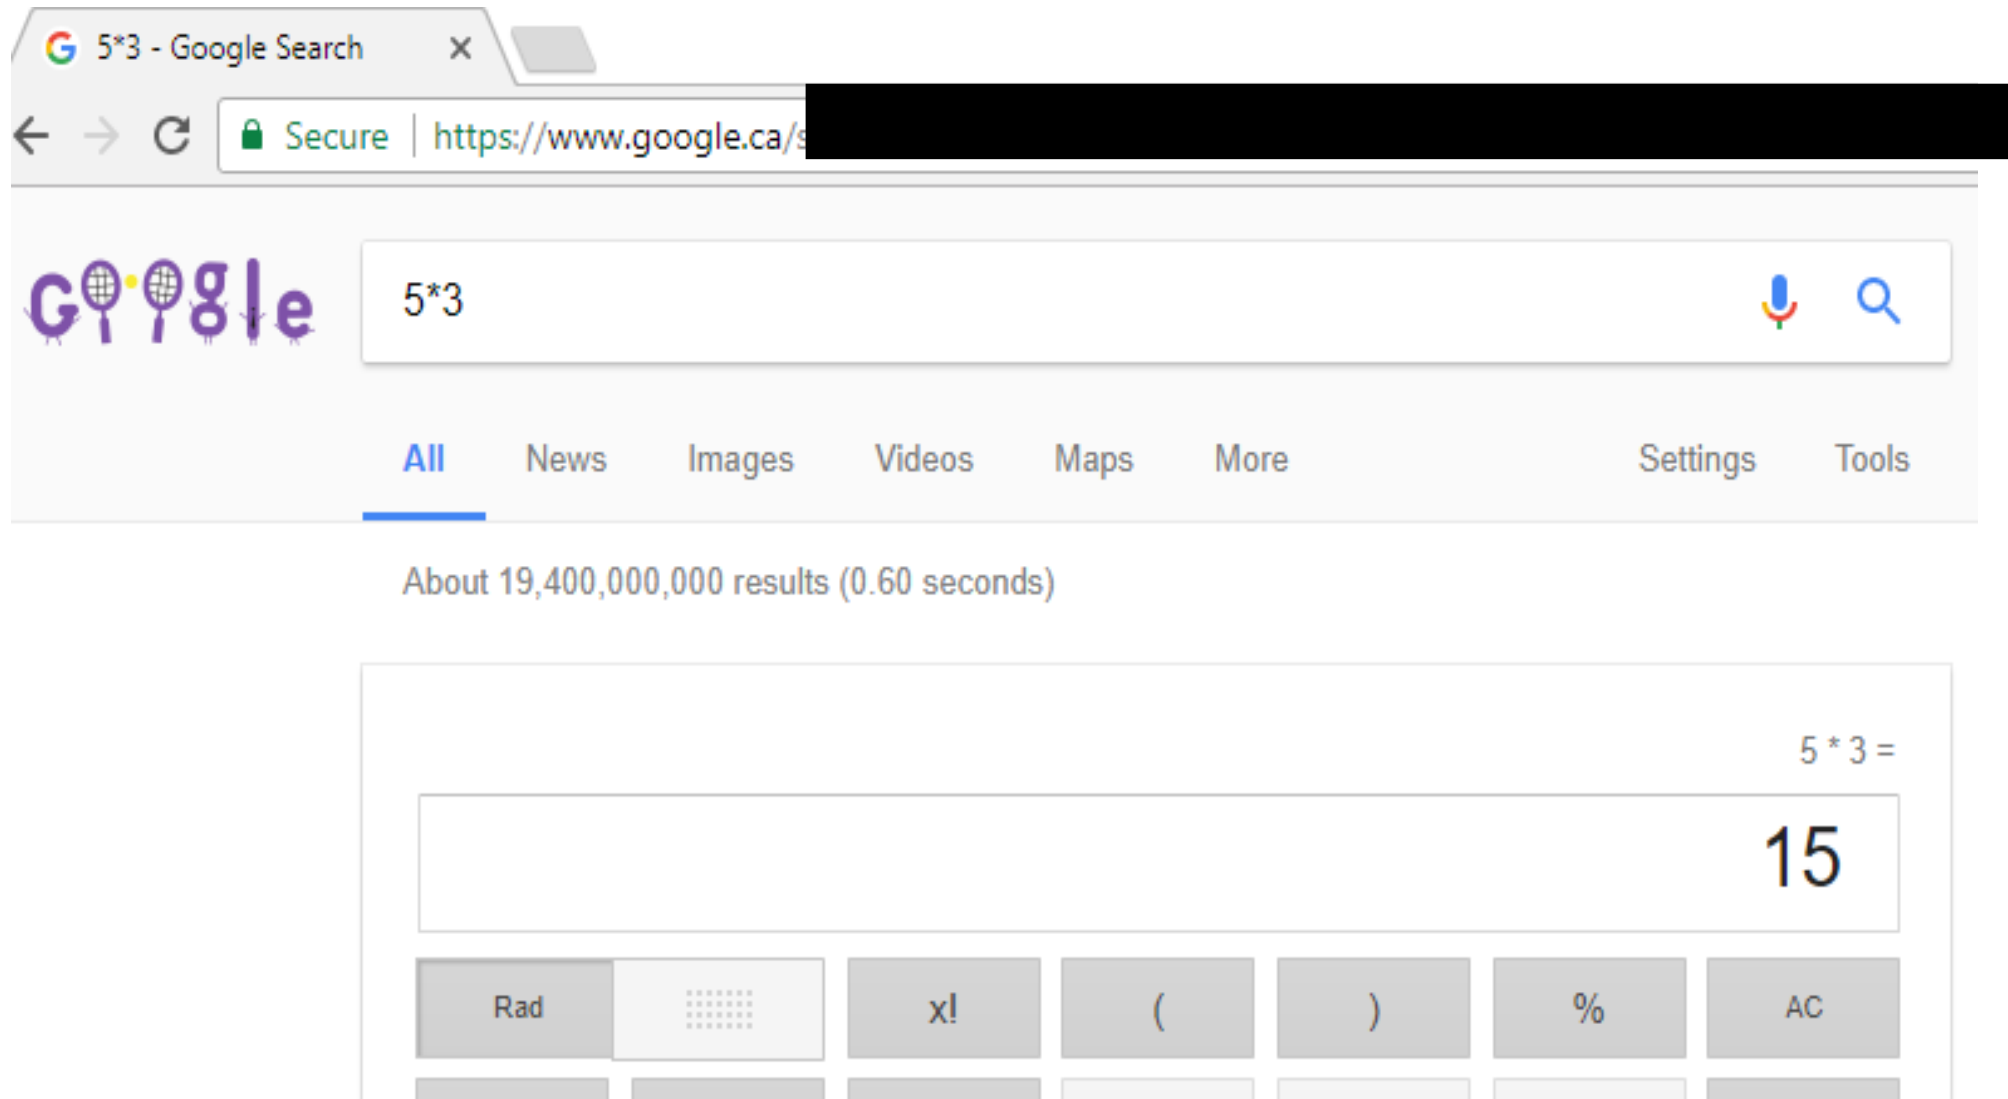 5*3 - Google Search
Secure https://www.google.ca/s
Google 5*3
All News Images Videos Maps More Settings Tools
About 19,400,000,000 results (0.60 seconds)
5 * 3 =
15
Rad x! ( ) % AC